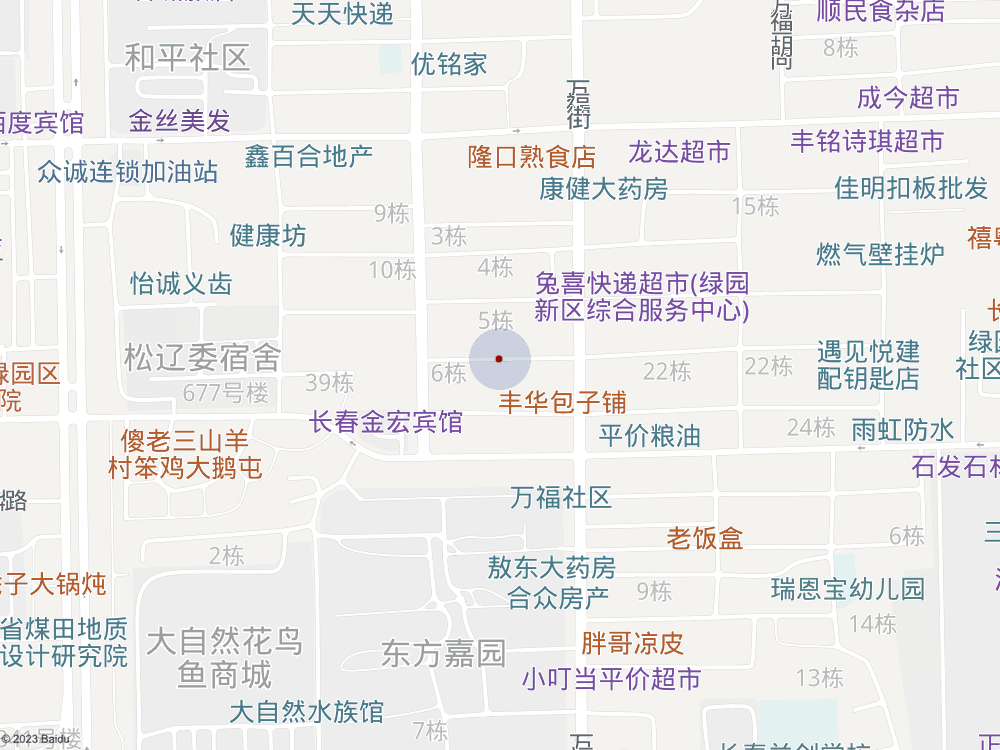 天天快递
顺民食杂店
万福胡同
8栋
和平社区
优铭家
万福街
成今超市
百度宾馆
金丝美发
丰铭诗琪超市
鑫百合地产
隆口熟食店
龙达超市
众诚连锁加油站
康健大药房
佳明扣板批发
15栋
9栋
3栋
健康坊
燃气壁挂炉
10栋
4栋
怡诚义齿
兔喜快递超市(绿园
新区综合服务中心)
5栋
松辽委宿舍
遇见悦建
配钥匙店
绿园
社区
绿园区
院
677号楼
39栋
6栋
22栋
22栋
丰华包子铺
长春金宏宾馆
平价粮油
24栋
雨虹防水
傻老三山羊
村笨鸡大鹅屯
石发石材
路
万福社区
老饭盒
6栋
2栋
敖东大药房
合众房产
9栋
瑞恩宝幼儿园
子大锅炖
14栋
省煤田地质
设计研究院
大自然花鸟
鱼商城
东方嘉园
胖哥凉皮
小叮当平价超市
13栋
大自然水族馆
7栋
万
正
号楼
© 2023 Baidu